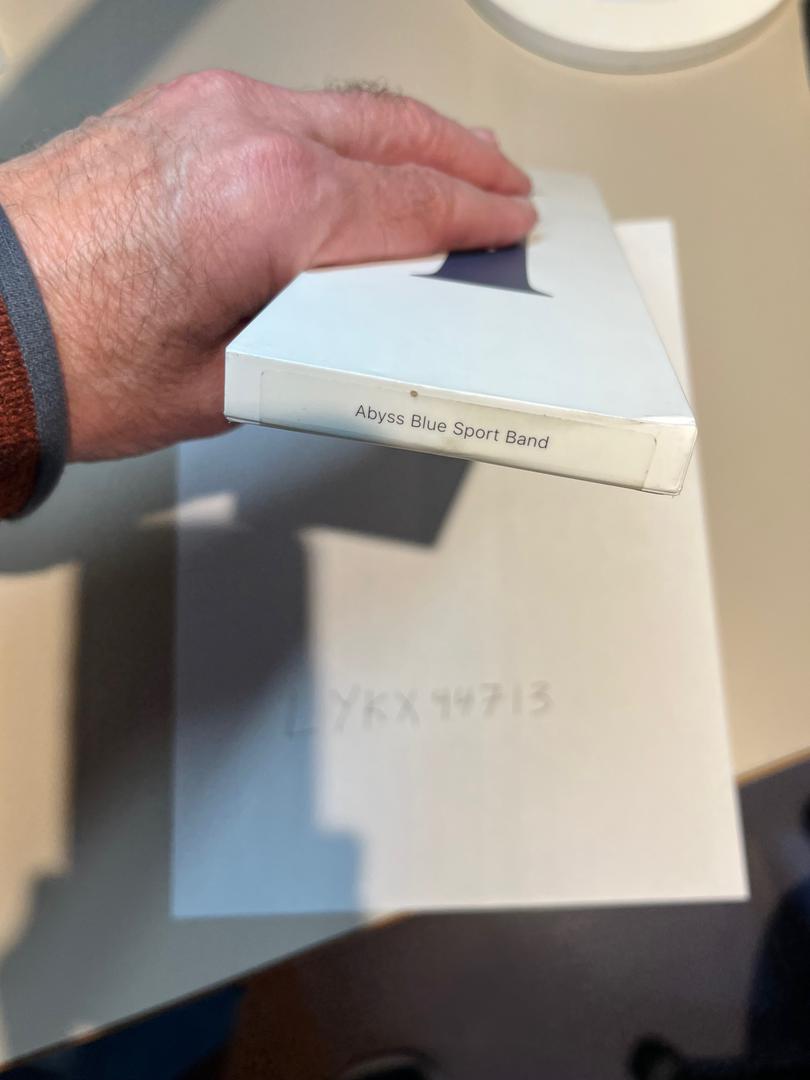 Abyss Blue Sport Band
LYKX44713